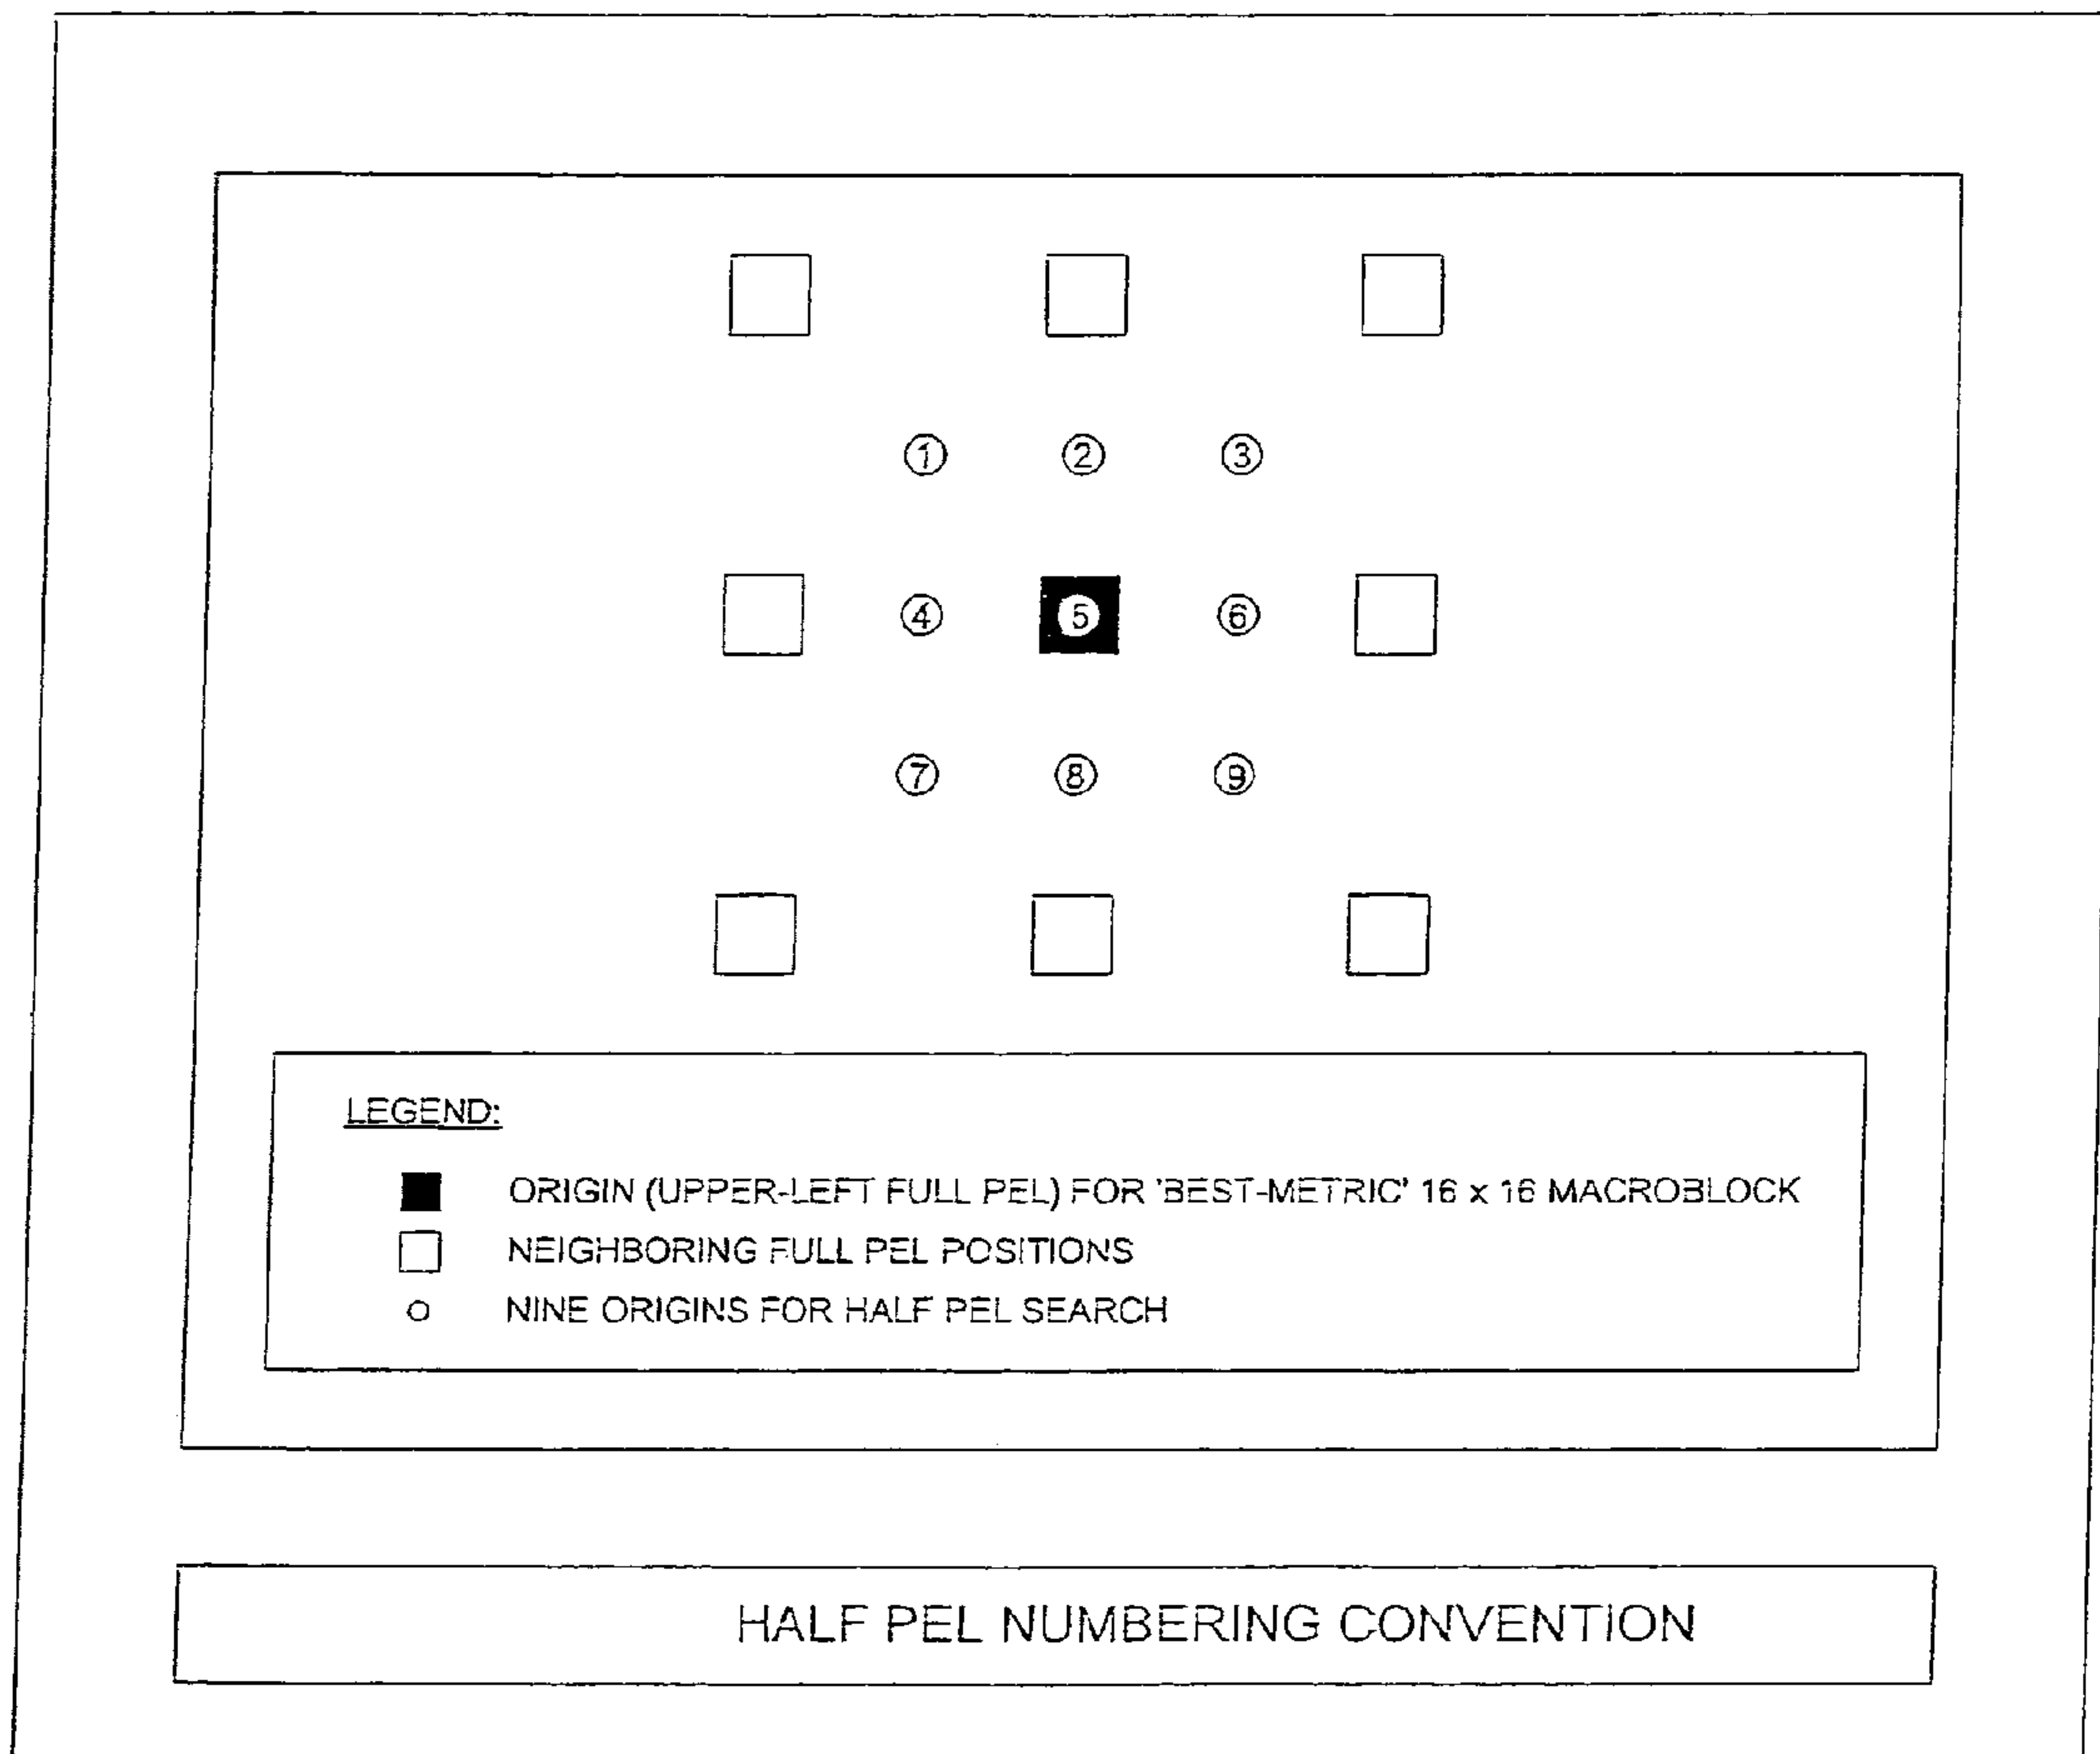 1 2 3
4 5 6
7 8 9
LEGEND:
ORIGIN (UPPER-LEFT FULL PEL) FOR 'BEST-METRIC' 16 x 16 MACROBLOCK
NEIGHBORING FULL PEL POSITIONS
NINE ORIGINS FOR HALF PEL SEARCH
HALF PEL NUMBERING CONVENTION